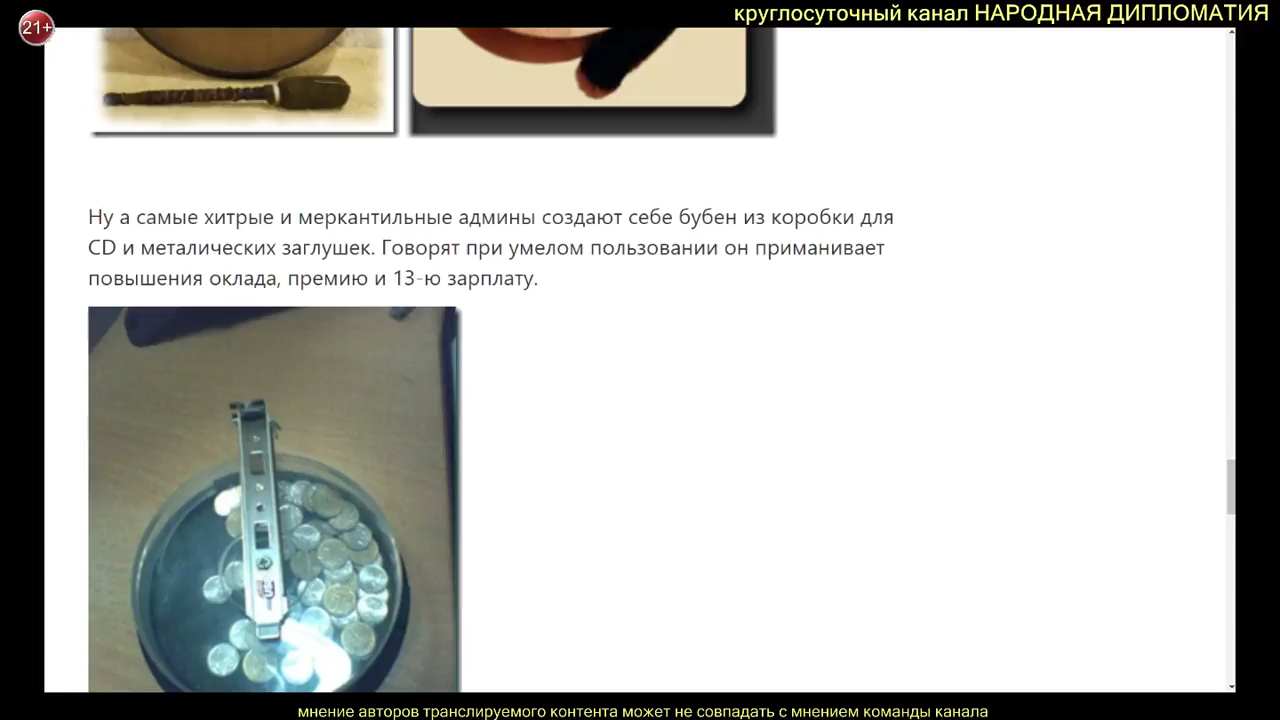 21+
круглосуточный канал НАРОДНАЯ ДИПЛОМАТИЯ
Ну а самые хитрые и меркантильные админы создают себе бубен из коробки для
CD и металических заглушек. Говорят при умелом пользовании он приманивает
повышения оклада, премию и 13-ю зарплату.
мнение авторов транслируемого контента может не совпадать с мнением команды канала